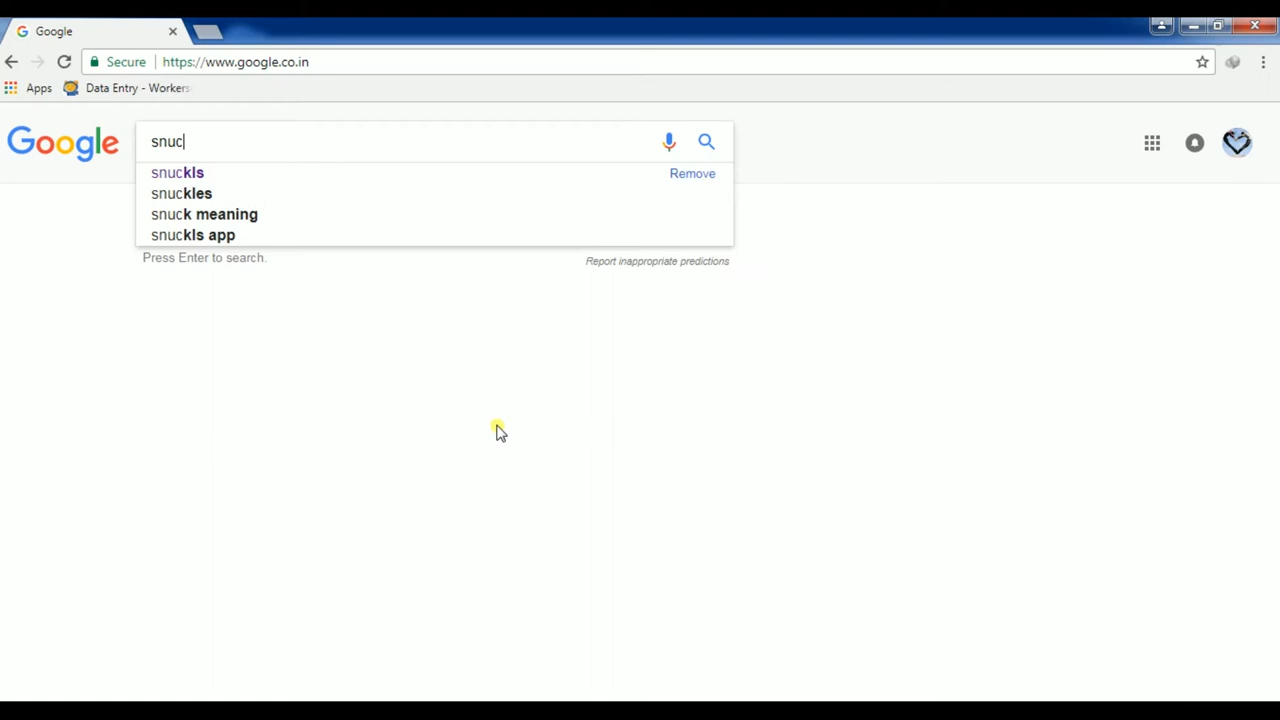 Google
Secure https://www.google.co.in
Apps Data Entry - Workers
Google snuc
snuckls Remove
snuckles
snuck meaning
snuckls app
Press Enter to search. Report inappropriate predictions